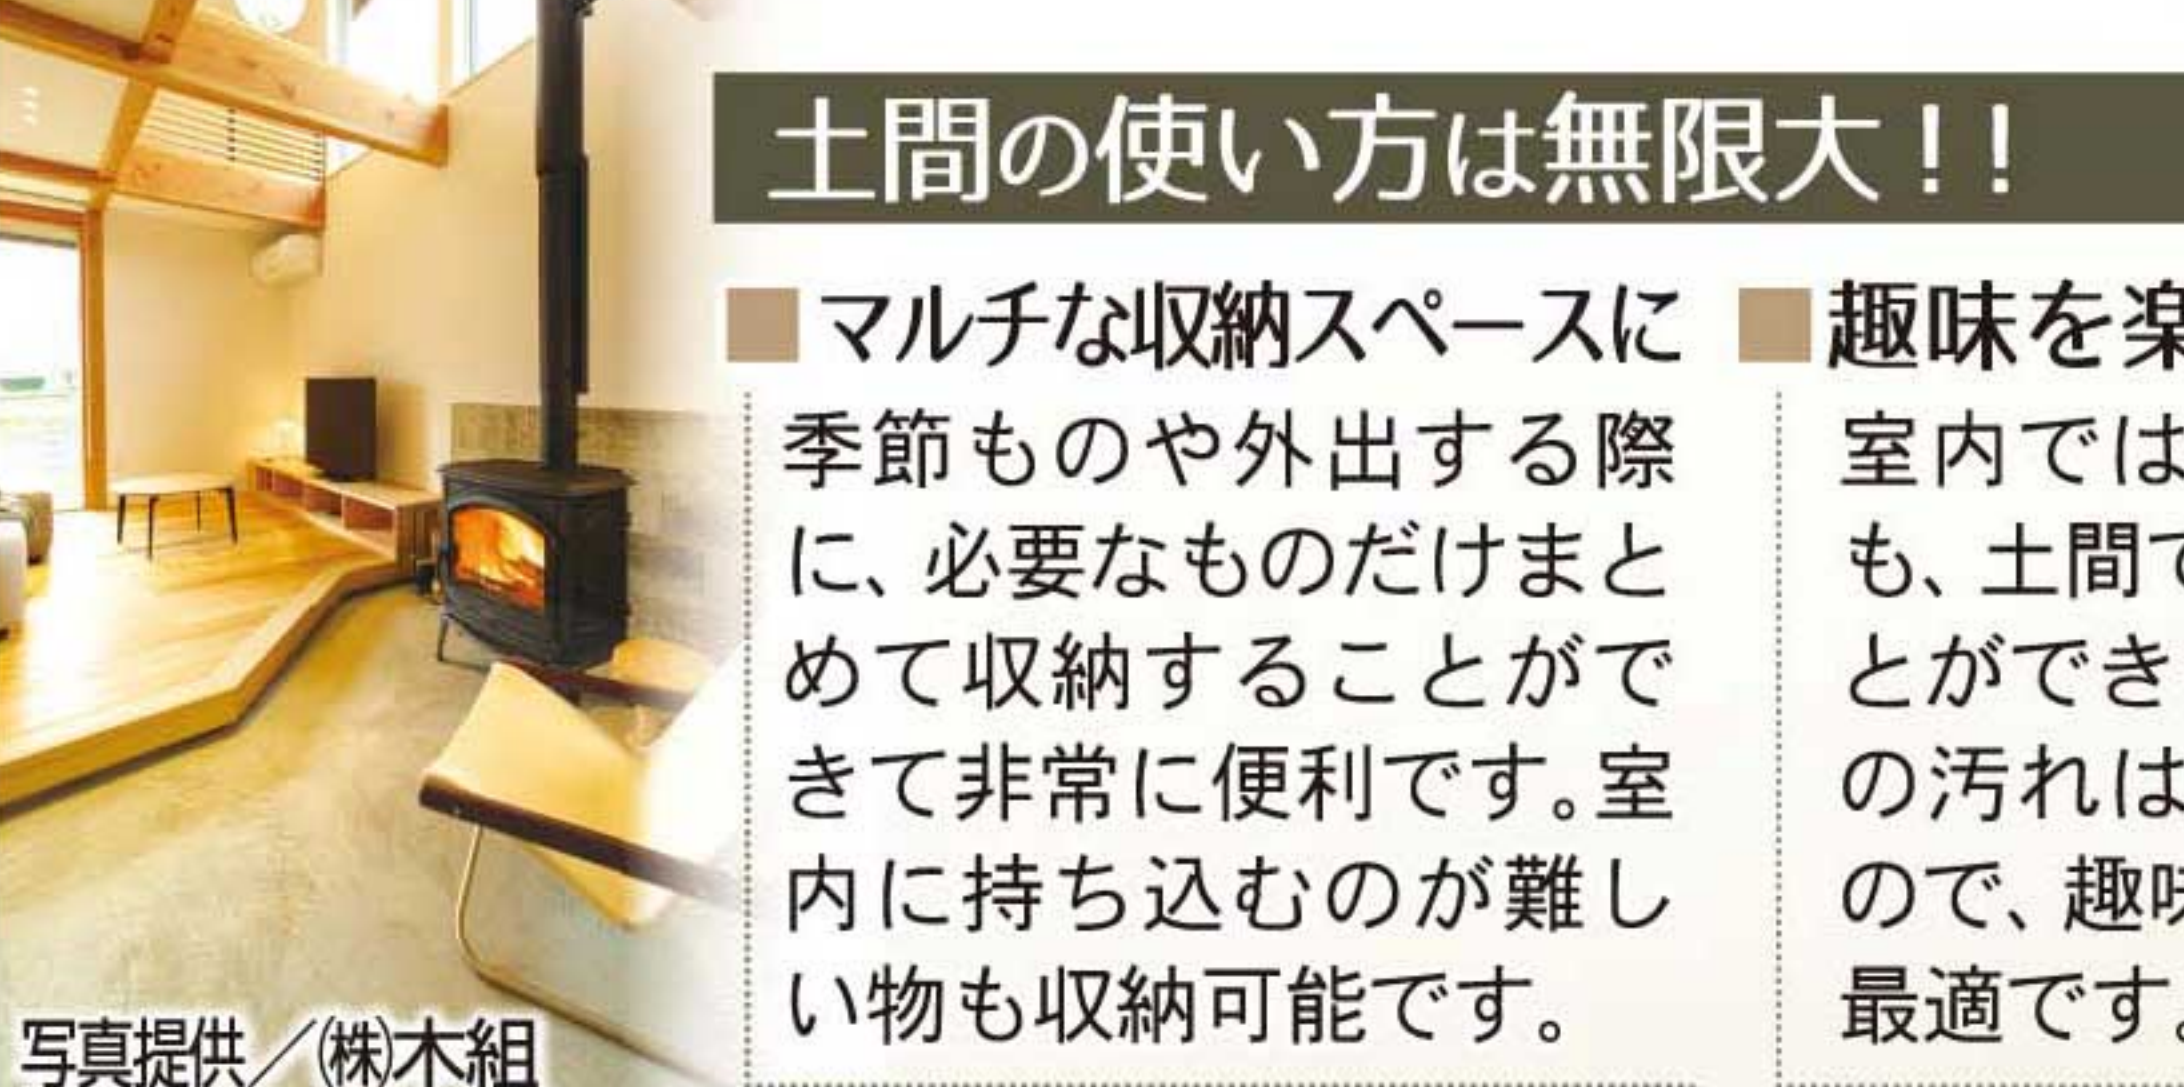 土間の使い方は無限大!!
■マルチな収納スペースに
季節ものや外出する際
に、必要なものだけまと
めて収納することがで
きて非常に便利です。室
内に持ち込むのが難し
い物も収納可能です。
■趣味を楽
室内では
も、土間で
とができ
の汚れは
ので、趣味
最適です。
写真提供／㈱木組